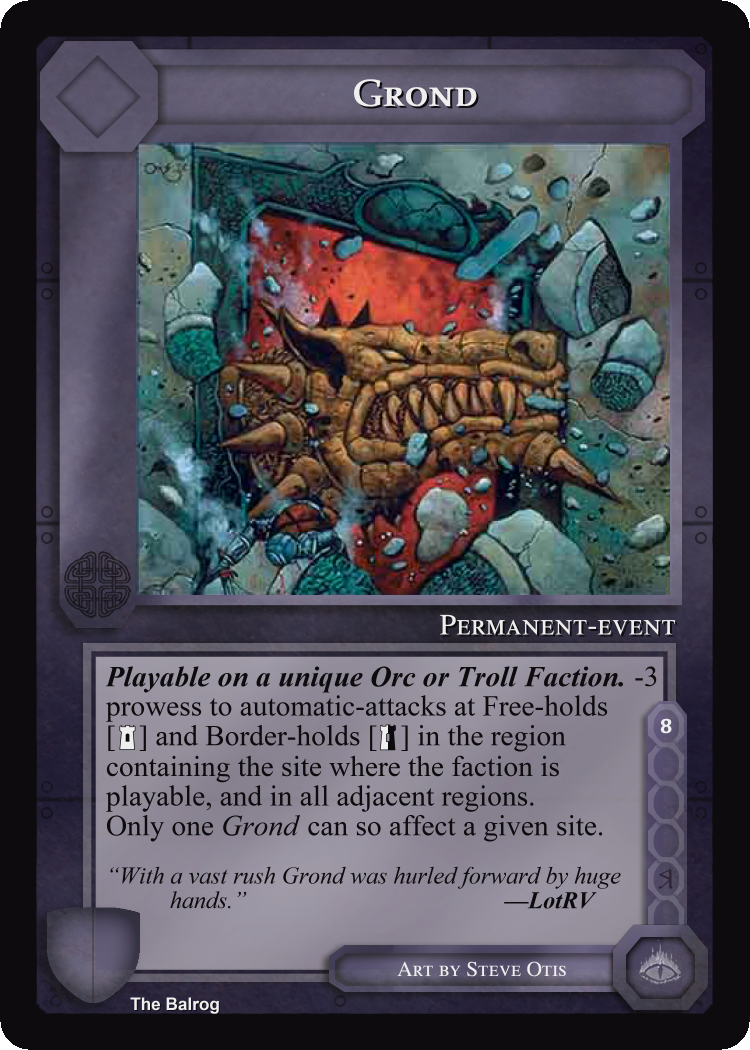 Grond
Permanent-event
Playable on a unique Orc or Troll Faction. -3
prowess to automatic-attacks at Free-holds
[ ] and Border-holds [ ] in the region
containing the site where the faction is
playable, and in all adjacent regions.
Only one Grond can so affect a given site.
8
“With a vast rush Grond was hurled forward by huge
hands.” —LotRV
Art by Steve Otis
The Balrog